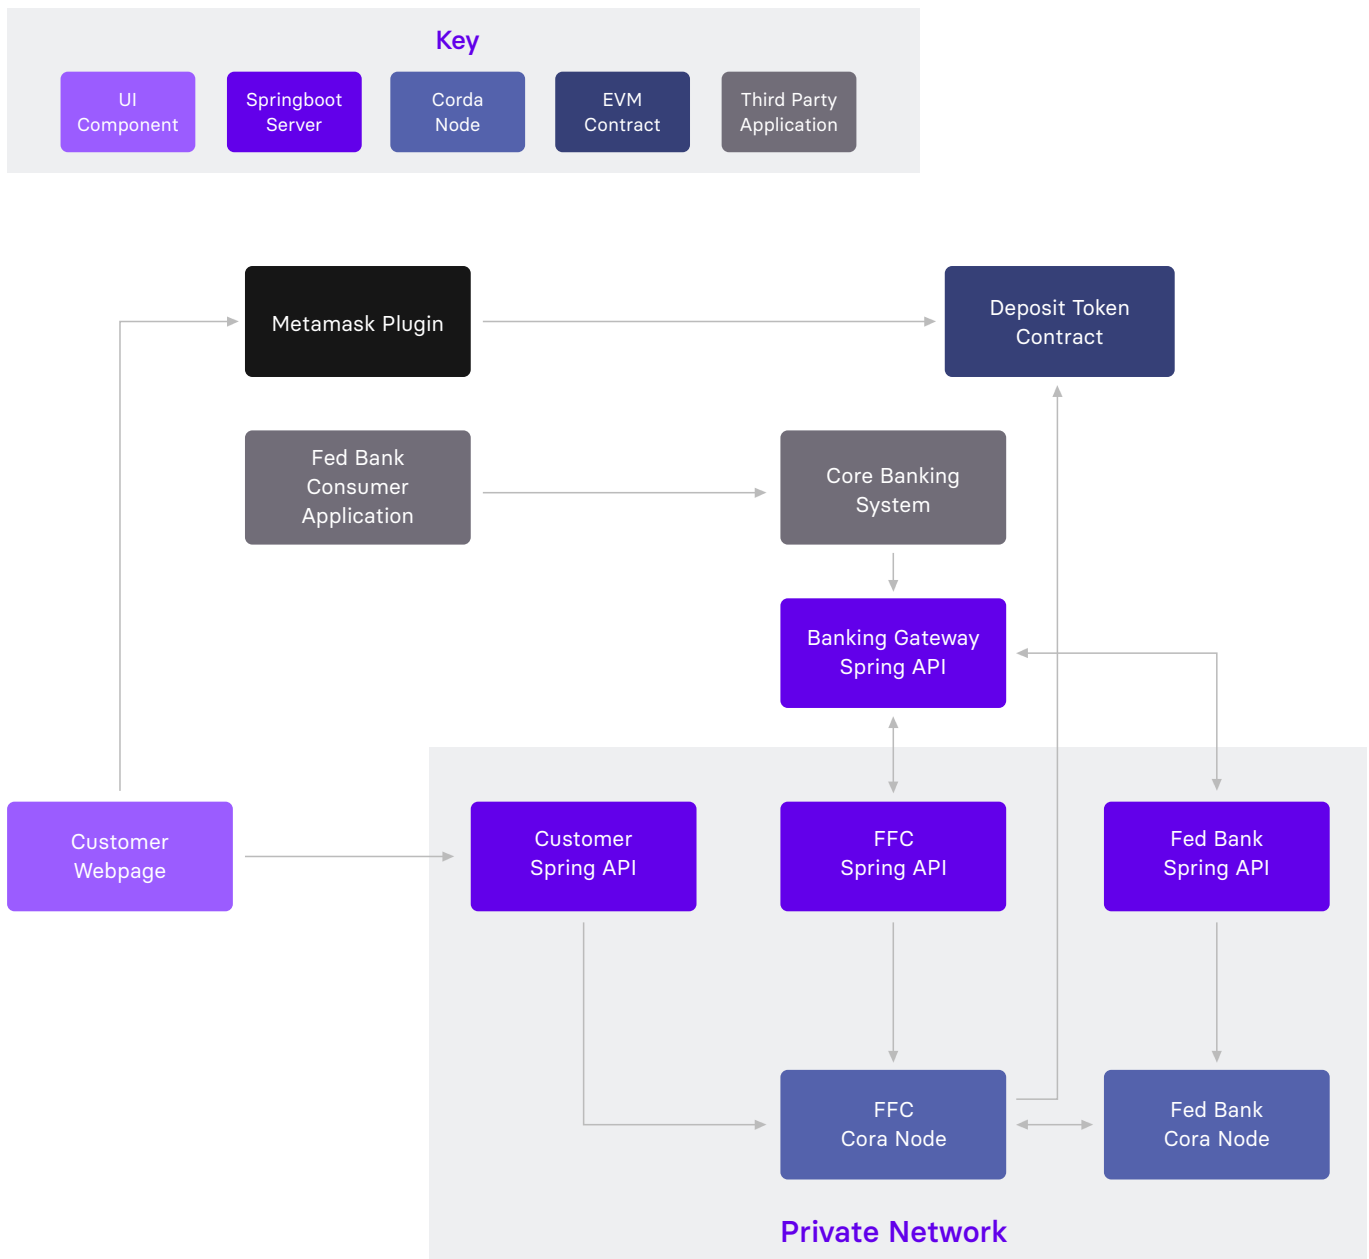 Key
UI
Component
Springboot
Server
Corda
Node
EVM
Contract
Third Party
Application
Metamask Plugin
Deposit Token
Contract
Fed Bank
Consumer
Application
Core Banking
System
Banking Gateway
Spring API
Customer
Webpage
Customer
Spring API
FFC
Spring API
Fed Bank
Spring API
FFC
Cora Node
Fed Bank
Cora Node
Private Network